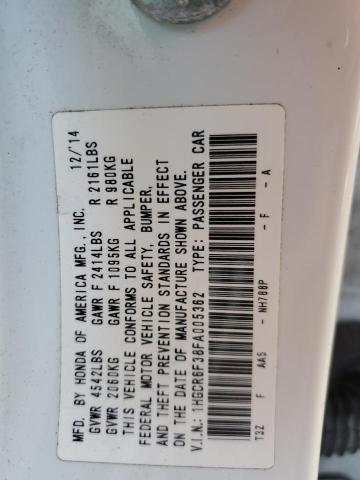 MFD. BY HONDA OF AMERICA MFG., INC. 12/'14
GVWR 4542LBS GAWR F 2414LBS R 2161LBS
GVWR 2060KG GAWR F 1095KG R 980KG
THIS VEHICLE CONFORMS TO ALL APPLICABLE
FEDERAL MOTOR VEHICLE SAFETY, BUMPER,
AND THEFT PREVENTION STANDARDS IN EFFECT
ON THE DATE OF MANUFACTURE SHOWN ABOVE.
V.I.N.: 1HGCR6F38FA005362 TYPE: PASSENGER CAR
T3Z F AA5 - NH788P - F - A